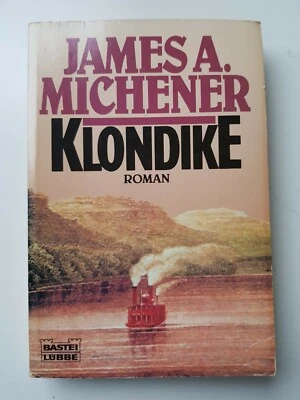 JAMES A.
MICHENER
KLONDIKE
ROMAN
BASTEI
LÜBBE